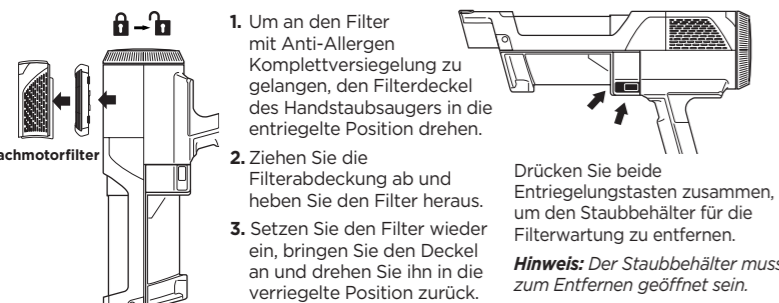 achmotorfilter
1. Um an den Filter
mit Anti-Allergen
Komplettversiegelung zu
gelangen, den Filterdeckel
des Handstaubsaugers in die
entriegelte Position drehen.
2. Ziehen Sie die
Filterabdeckung ab und
heben Sie den Filter heraus.
3. Setzen Sie den Filter wieder
ein, bringen Sie den Deckel
an und drehen Sie ihn in die
verriegelte Position zurück.
Drücken Sie beide
Entriegelungstasten zusammen,
um den Staubbehälter für die
Filterwartung zu entfernen.
Hinweis: Der Staubbehälter muss
zum Entfernen geöffnet sein.